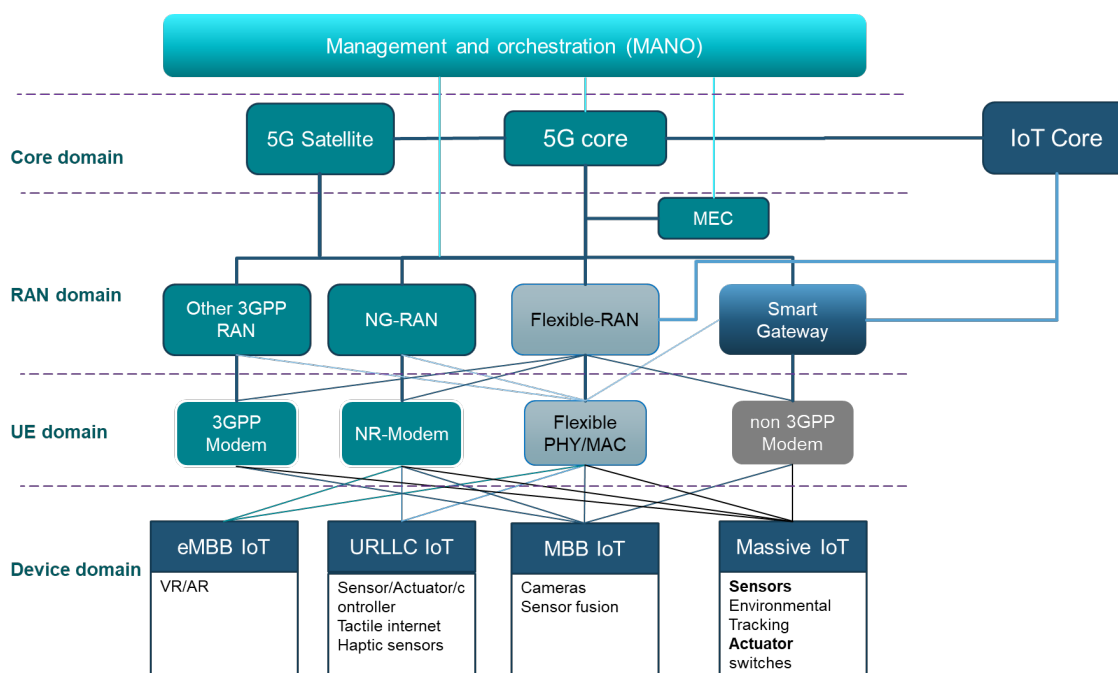 Management and orchestration (MANO)
5G Satellite
5G core
IoT Core
Core domain
MEC
RAN domain
Other 3GPP
RAN
NG-RAN
Flexible-RAN
Smart
Gateway
UE domain
3GPP
Modem
NR-Modem
Flexible
PHY/MAC
non 3GPP
Modem
Device domain
eMBB IoT
VR/AR
URLLC IoT
Sensor/Actuator/c
ontroller
Tactile internet
Haptic sensors
MBB IoT
Cameras
Sensor fusion
Massive IoT
Sensors
Environmental
Tracking
Actuator
switches